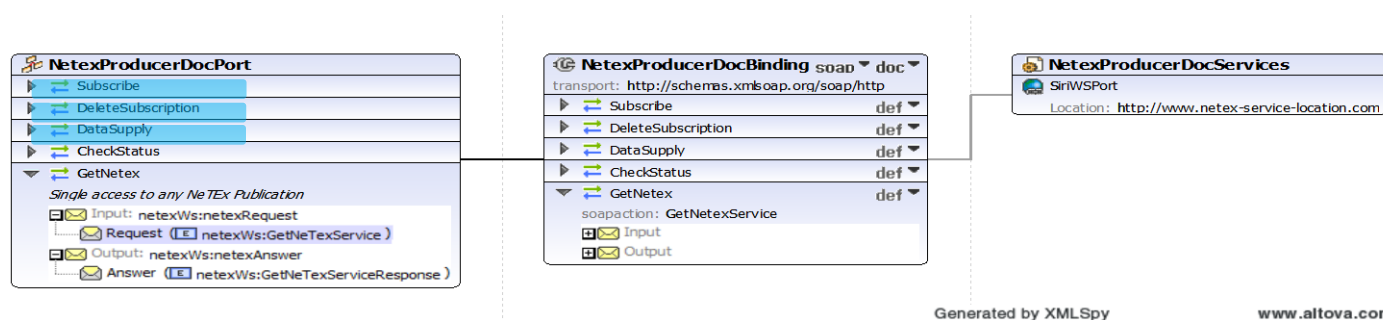 NetexProducerDocPort
Subscribe
DeleteSubscription
DataSupply
CheckStatus
GetNetex
Single access to any NeTEx Publication
Input: netexWs:netexRequest
Request (E netexWs:GetNeTexService)
Output: netexWs:netexAnswer
Answer (E netexWs:GetNeTexServiceResponse)
NetexProducerDocBinding soap doc
transport: http://schemas.xmlsoap.org/soap/http
Subscribe def
DeleteSubscription def
DataSupply def
CheckStatus def
GetNetex def
soapaction: GetNetexService
Input
Output
NetexProducerDocServices
SiriWSPort
Location: http://www.netex-service-location.com
Generated by XMLSpy www.altova.com